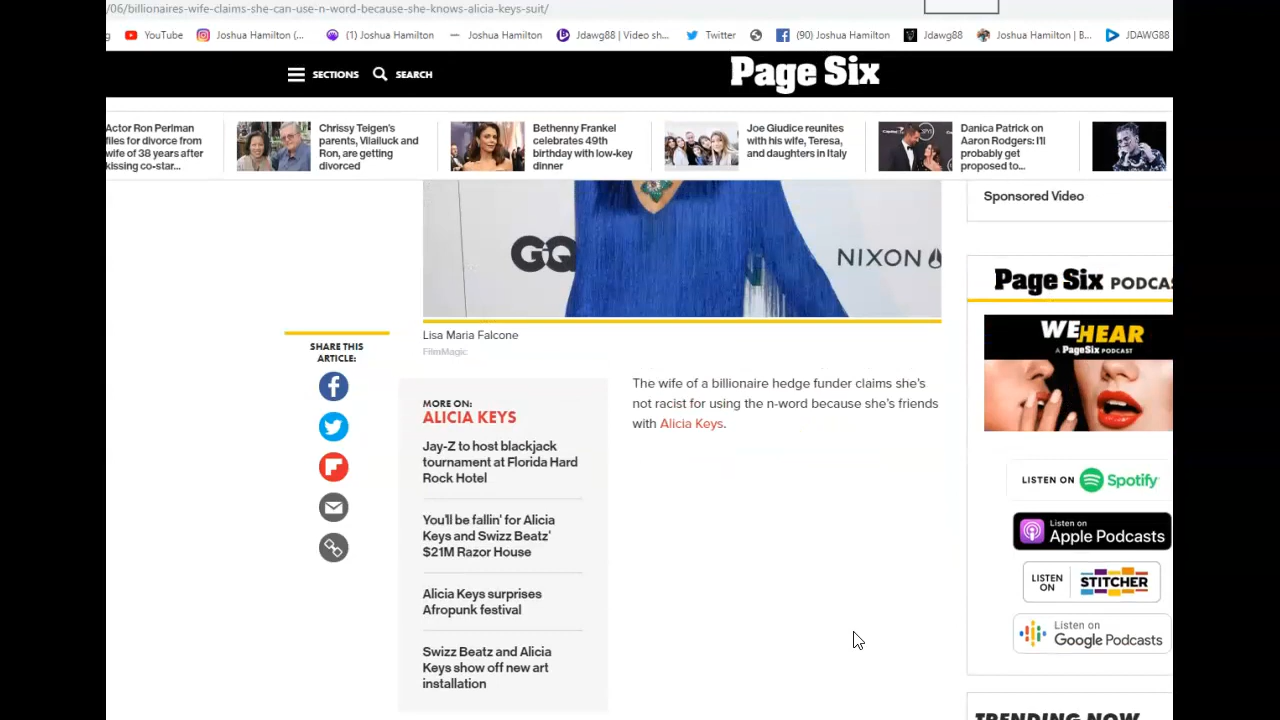 /06/billionaires-wife-claims-she-can-use-n-word-because-she-knows-alicia-keys-suit/
g YouTube Joshua Hamilton (... (1) Joshua Hamilton Joshua Hamilton Jdawg88 | Video sh... Twitter (90) Joshua Hamilton Jdawg88 Joshua Hamilton | B... JDAWG88
SECTIONS SEARCH Page Six
Actor Ron Perlman
files for divorce from
wife of 38 years after
kissing co-star...
Chrissy Teigen's
parents, Vilailuck and
Ron, are getting
divorced
Bethenny Frankel
celebrates 49th
birthday with low-key
dinner
Joe Giudice reunites
with his wife, Teresa,
and daughters in Italy
Danica Patrick on
Aaron Rodgers: I'll
probably get
proposed to...
GQ
NIXON
Sponsored Video
Lisa Maria Falcone
FilmMagic
SHARE THIS
ARTICLE:
MORE ON:
ALICIA KEYS
Jay-Z to host blackjack
tournament at Florida Hard
Rock Hotel
You'll be fallin' for Alicia
Keys and Swizz Beatz'
$21M Razor House
Alicia Keys surprises
Afropunk festival
Swizz Beatz and Alicia
Keys show off new art
installation
The wife of a billionaire hedge funder claims she's
not racist for using the n-word because she's friends
with Alicia Keys.
Page Six PODCA
WE HEAR
A PageSix PODCAST
LISTEN ON Spotify
Listen on
Apple Podcasts
LISTEN
ON
STITCHER
Listen on
Google Podcasts
TRENDING NOW